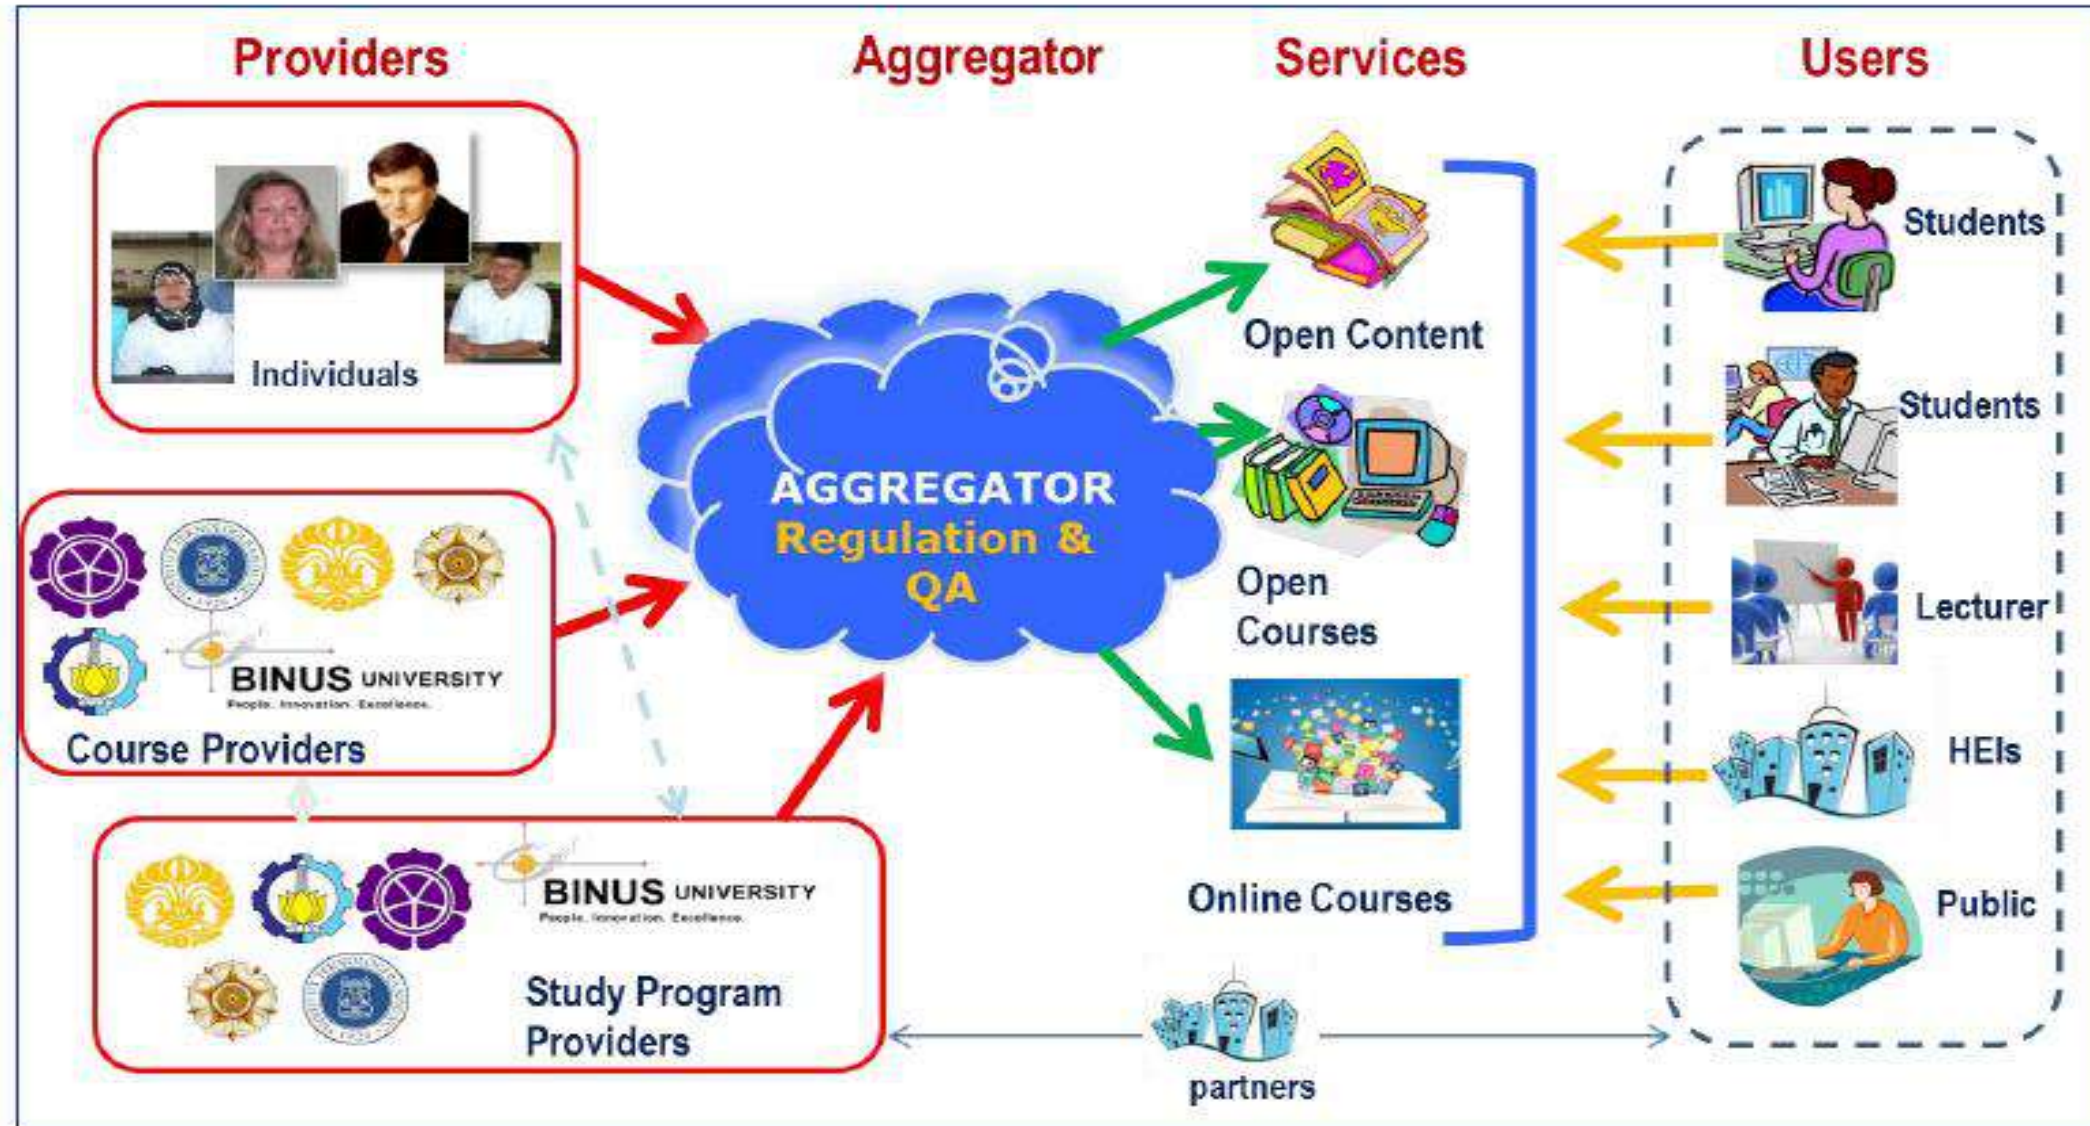 Providers
Aggregator
Services
Users
Individuals
BINUS UNIVERSITY
People. Innovation. Excellence.
Course Providers
BINUS UNIVERSITY
People. Innovation. Excellence.
Study Program
Providers
AGGREGATOR
Regulation &
QA
Open Content
Open
Courses
Online Courses
partners
Students
Students
Lecturer
HEIs
Public